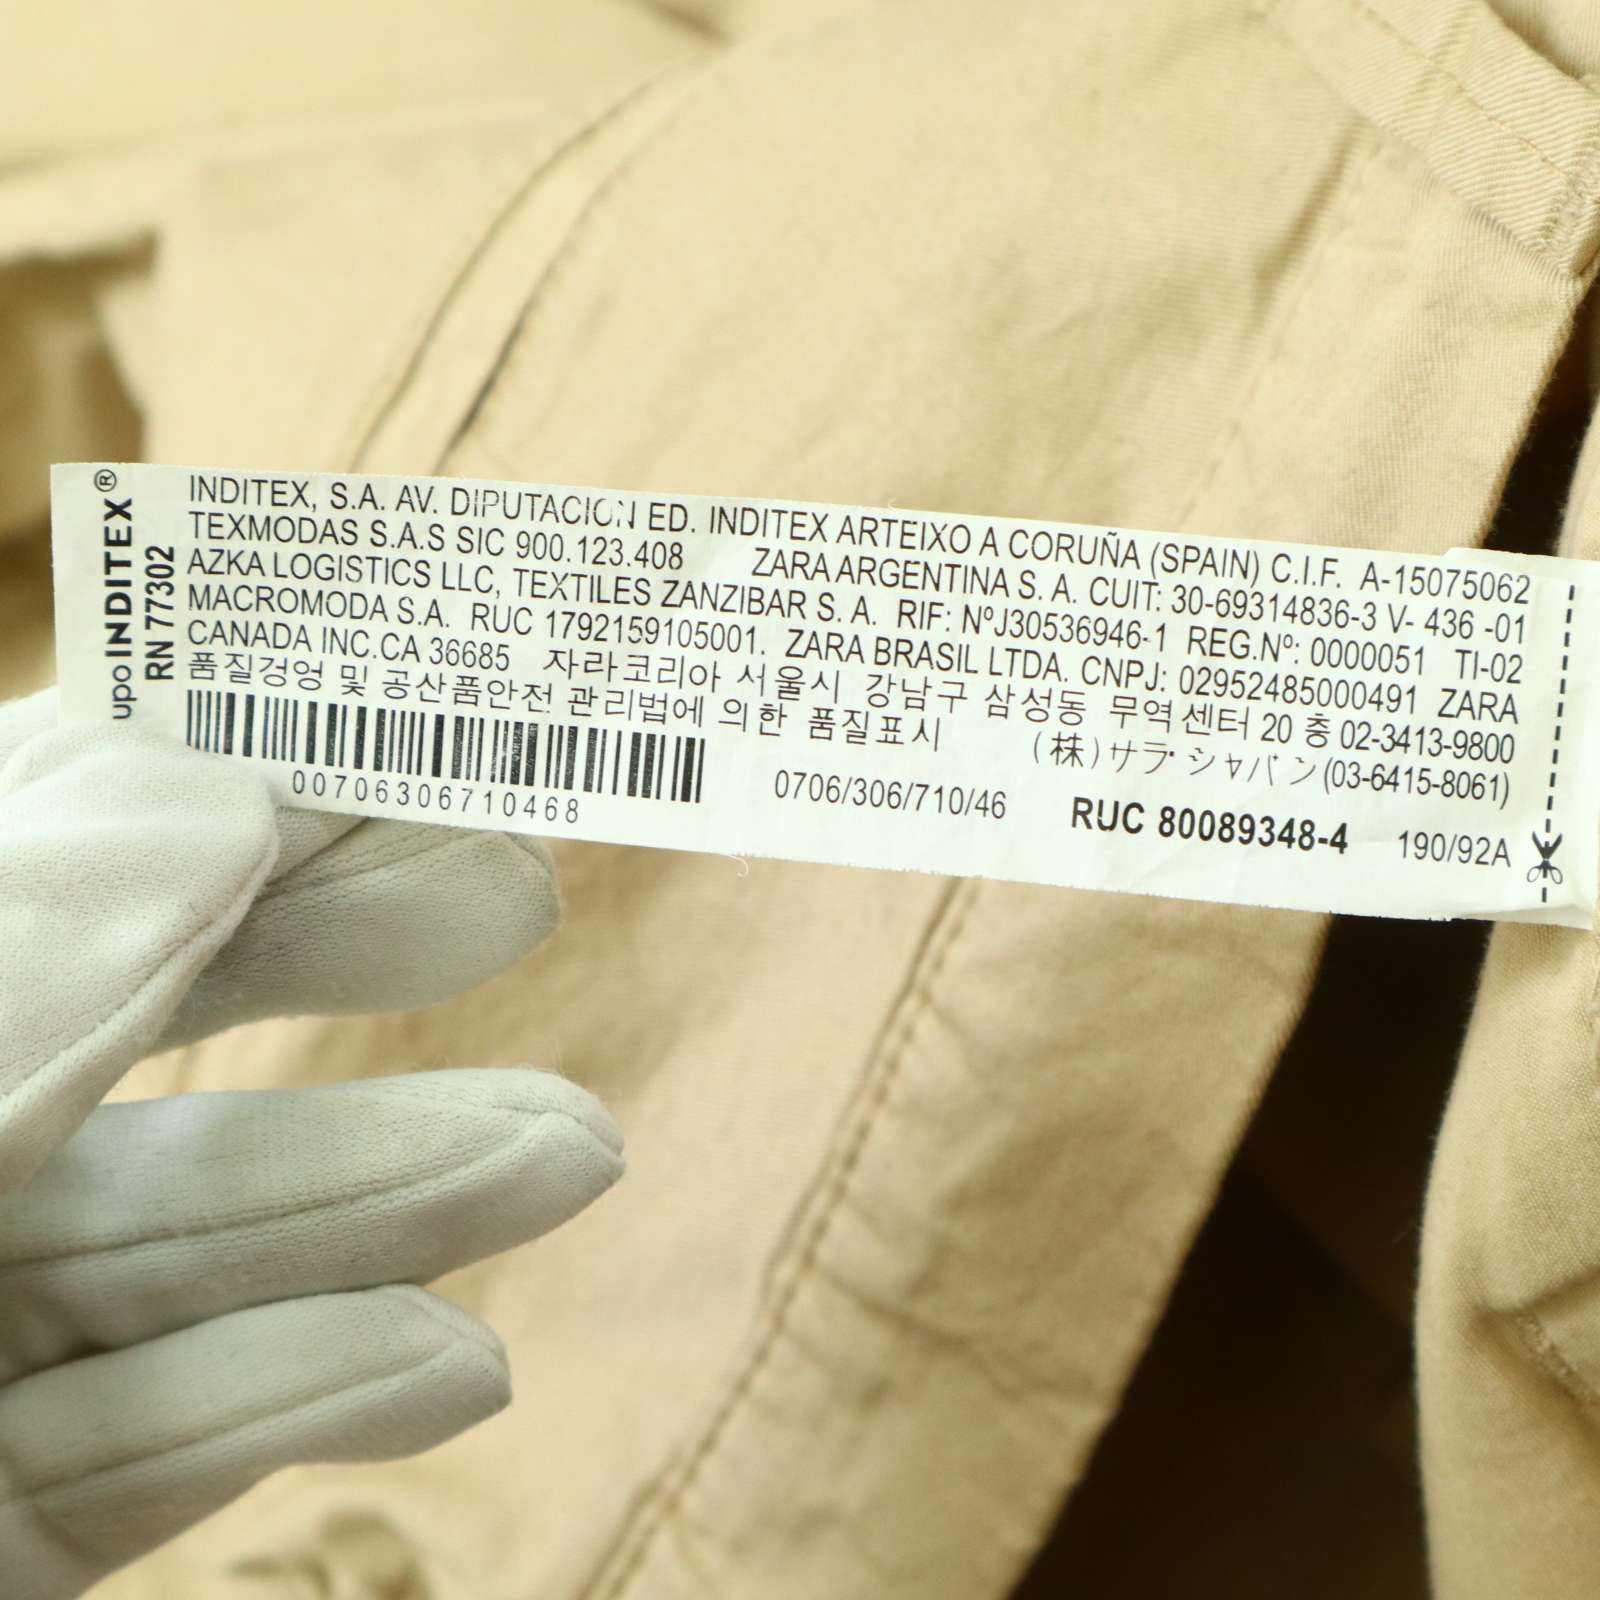 upo INDITEX®
RN 77302
INDITEX, S.A. AV. DIPUTACION ED. INDITEX ARTEIXO A CORUÑA (SPAIN) C.I.F. A-15075062
TEXMODAS S.A.S SIC 900.123.408 ZARA ARGENTINA S. A. CUIT: 30-69314836-3 V- 436 -01
AZKA LOGISTICS LLC, TEXTILES ZANZIBAR S. A. RIF: NºJ30536946-1 REG.Nº: 0000051 TI-02
MACROMODA S.A. RUC 1792159105001. ZARA BRASIL LTDA. CNPJ: 02952485000491 ZARA
CANADA INC.CA 36685 자라코리아 서울시 강남구 삼성동 무역센터 20 층 02-3413-9800
품질경영 및 공산품안전 관리법에 의한 품질표시 (株)サラ・シャパン(03-6415-8061)
00706306710468
0706/306/710/46 RUC 80089348-4 190/92A